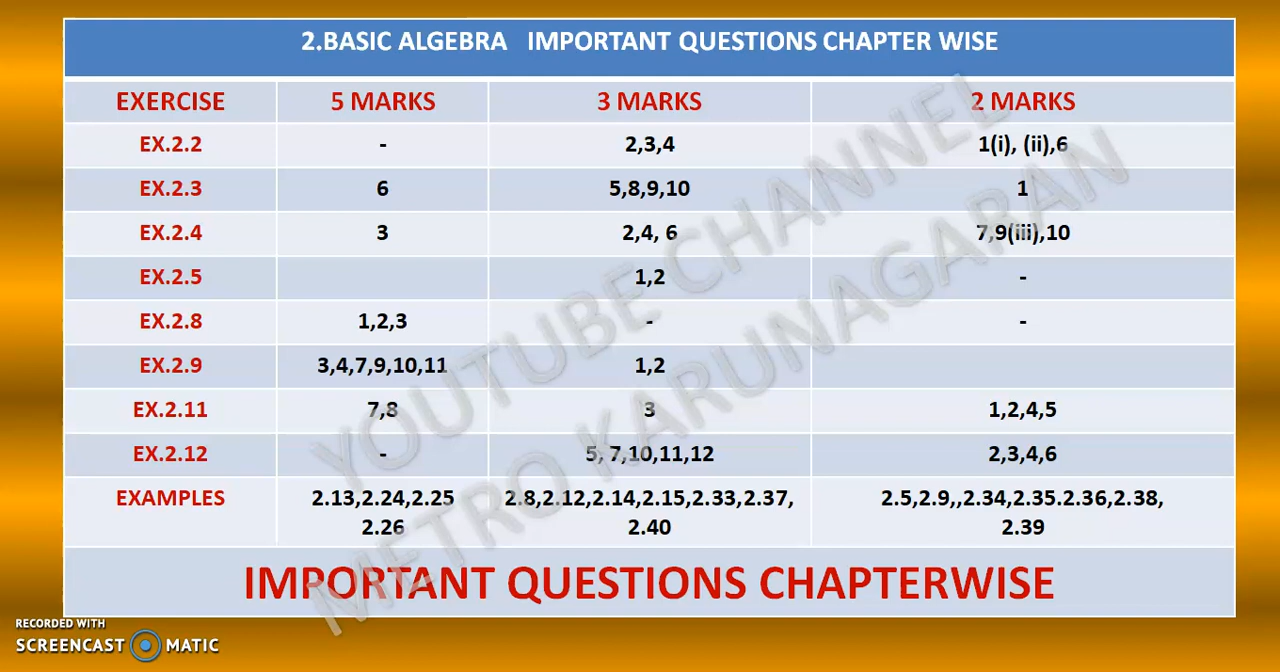 2.BASIC ALGEBRA IMPORTANT QUESTIONS CHAPTER WISE
EXERCISE 5 MARKS 3 MARKS 2 MARKS
EX.2.2 - 2,3,4 1(i), (ii),6
EX.2.3 6 5,8,9,10 1
EX.2.4 3 2,4, 6 7,9(iii),10
EX.2.5 1,2 -
EX.2.8 1,2,3 - -
EX.2.9 3,4,7,9,10,11 1,2
EX.2.11 7,8 3 1,2,4,5
EX.2.12 - 5, 7,10,11,12 2,3,4,6
EXAMPLES 2.13,2.24,2.25 2.8,2.12,2.14,2.15,2.33,2.37, 2.5,2.9,,2.34,2.35.2.36,2.38,
2.26 2.40 2.39
IMPORTANT QUESTIONS CHAPTERWISE
YOUTUBE CHANNEL
METRO KARUNAGARAN
RECORDED WITH
SCREENCAST MATIC